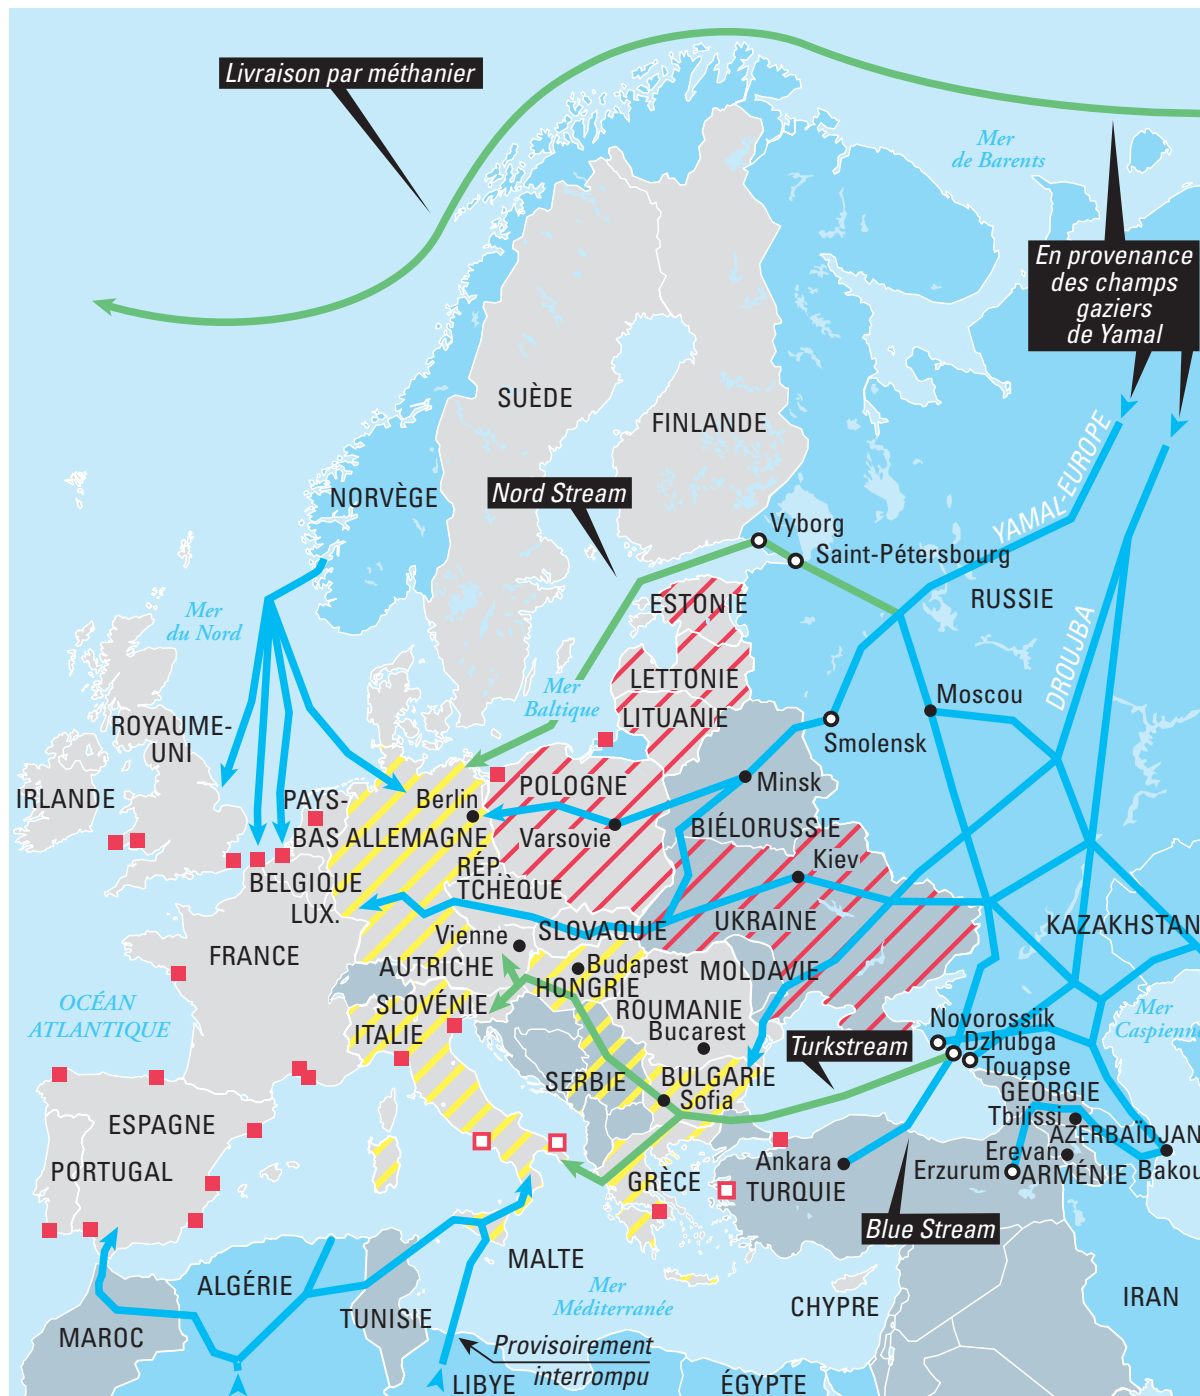 Livraison par méthanier
Mer
de Barents
En provenance
des champs
gaziers
de Yamal
SUÈDE
FINLANDE
NORVÈGE
Nord Stream
YAMAL-EUROPE
Vyborg
Saint-Pétersbourg
RUSSIE
ESTONIE
Mer
du Nord
DROUJBA
LETTONIE
Mer
Baltique
LITUANIE
Moscou
Smolensk
ROYAUME-
UNI
IRLANDE
PAYS-
BAS
Berlin
POLOGNE
Minsk
ALLEMAGNE
Varsovie
BIÉLORUSSIE
RÉP.
TCHÈQUE
Kiev
BELGIQUE
LUX.
UKRAINE
KAZAKHSTAN
SLOVAQUIE
Vienne
FRANCE
AUTRICHE
Budapest
HONGRIE
MOLDAVIE
OCÉAN
ATLANTIQUE
SLOVÉNIE
ITALIE
ROUMANIE
Bucarest
Mer
Caspienne
Novorossiik
Dzhubga
Touapse
Turkstream
SERBIE
BULGARIE
Sofia
GÉORGIE
Tbilissi
ESPAGNE
AZERBAÏDJAN
PORTUGAL
Ankara
Erevan
Erzurum
ARMÉNIE
Bakou
GRÈCE
TURQUIE
Blue Stream
MALTE
ALGÉRIE
Mer
Méditerranée
CHYPRE
IRAN
MAROC
TUNISIE
Provisoirement
interrompu
LIBYE
ÉGYPTE